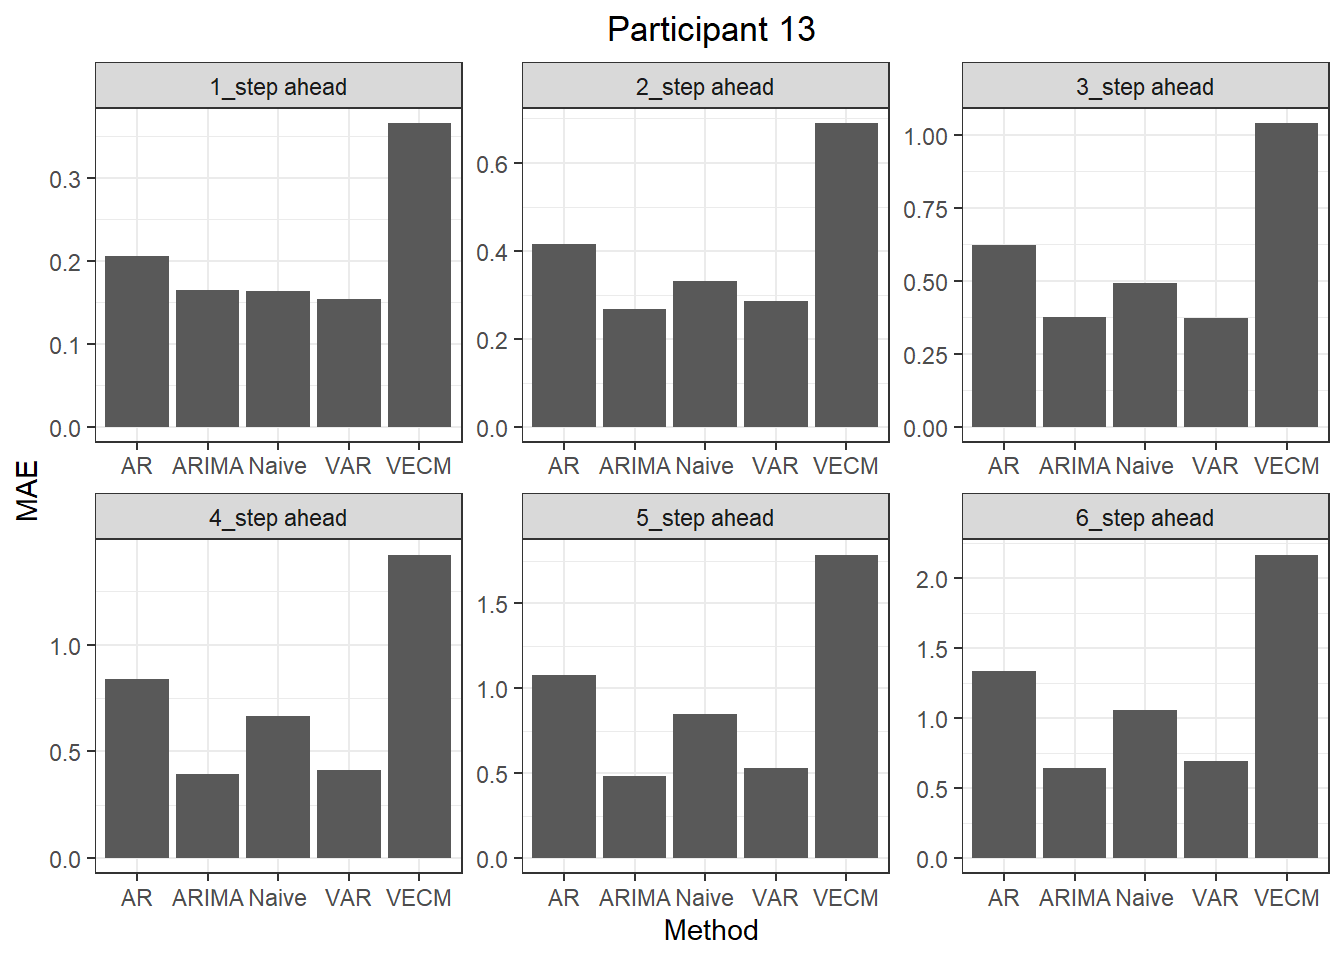 Participant 13
1_step ahead
2_step ahead
3_step ahead
0.3
0.2
0.1
0.0
0.6
0.4
0.2
0.0
1.00
0.75
0.50
0.25
0.00
AR ARIMA Naive VAR VECM
AR ARIMA Naive VAR VECM
AR ARIMA Naive VAR VECM
MAE
4_step ahead
5_step ahead
6_step ahead
1.0
0.5
0.0
1.5
1.0
0.5
0.0
2.0
1.5
1.0
0.5
0.0
AR ARIMA Naive VAR VECM
AR ARIMA Naive VAR VECM
AR ARIMA Naive VAR VECM
Method